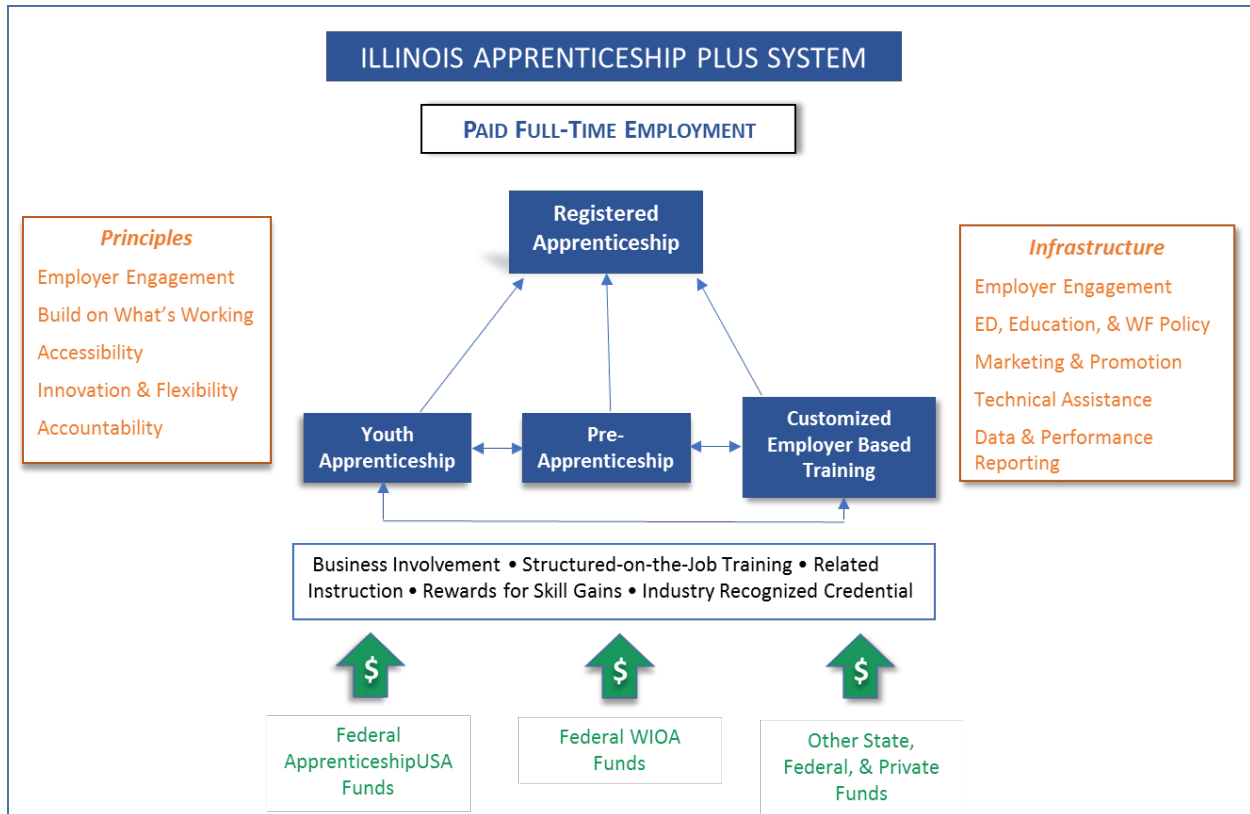 ILLINOIS APPRENTICESHIP PLUS SYSTEM
PAID FULL-TIME EMPLOYMENT
Registered
Apprenticeship
Principles
Employer Engagement
Build on What's Working
Accessibility
Innovation & Flexibility
Accountability
Infrastructure
Employer Engagement
ED, Education, & WF Policy
Marketing & Promotion
Technical Assistance
Data & Performance
Reporting
Youth
Apprenticeship
Pre-
Apprenticeship
Customized
Employer Based
Training
Business Involvement • Structured-on-the-Job Training • Related
Instruction • Rewards for Skill Gains • Industry Recognized Credential
$
$
$
Federal
ApprenticeshipUSA
Funds
Federal WIOA
Funds
Other State,
Federal, & Private
Funds